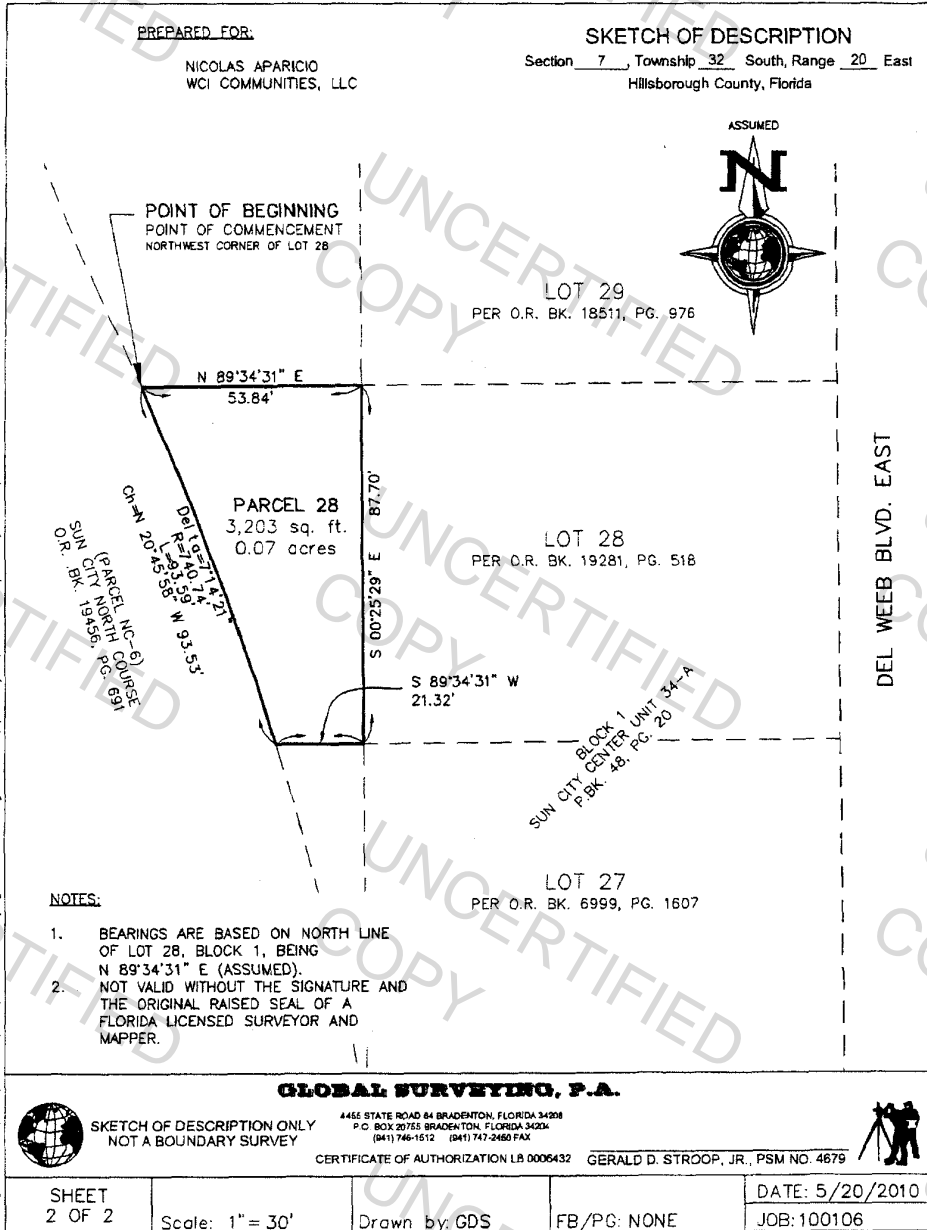 PREPARED FOR:
NICOLAS APARICIO
WCI COMMUNITIES, LLC
SKETCH OF DESCRIPTION
Section 7, Township 32 South, Range 20 East
Hillsborough County, Florida
ASSUMED
N
POINT OF BEGINNING
POINT OF COMMENCEMENT
NORTHWEST CORNER OF LOT 28
LOT 29
PER O.R. BK. 18511, PG. 976
N 89°34'31" E
53.84'
DEL WEBB BLVD. EAST
PARCEL 28
3,203 sq. ft.
0.07 acres
S 00°25'29" E 87.70'
Delta=7°14'21"
R=740.74'
L=93.59'
Ch=N 20°45'58" W 93.53'
(PARCEL NC-6)
SUN CITY NORTH COURSE
O.R. BK. 19456, PG. 691
LOT 28
PER O.R. BK. 19281, PG. 518
S 89°34'31" W
21.32'
BLOCK 1
SUN CITY CENTER UNIT 34-A
P.BK. 48, PG. 20
LOT 27
PER O.R. BK. 6999, PG. 1607
NOTES:
1. BEARINGS ARE BASED ON NORTH LINE
OF LOT 28, BLOCK 1, BEING
N 89°34'31" E (ASSUMED).
2. NOT VALID WITHOUT THE SIGNATURE AND
THE ORIGINAL RAISED SEAL OF A
FLORIDA LICENSED SURVEYOR AND
MAPPER.
UNCERTIFIED
COPY
GLOBAL SURVEYING, P.A.
SKETCH OF DESCRIPTION ONLY
NOT A BOUNDARY SURVEY
4456 STATE ROAD 64 BRADENTON, FLORIDA 34208
P.O. BOX 20755 BRADENTON, FLORIDA 34204
(941) 746-1512 (941) 747-2460 FAX
CERTIFICATE OF AUTHORIZATION LB 0006432
GERALD D. STROOP, JR., PSM NO. 4679
SHEET
2 OF 2
Scale: 1" = 30'
Drawn by: GDS
FB/PG: NONE
DATE: 5/20/2010
JOB: 100106